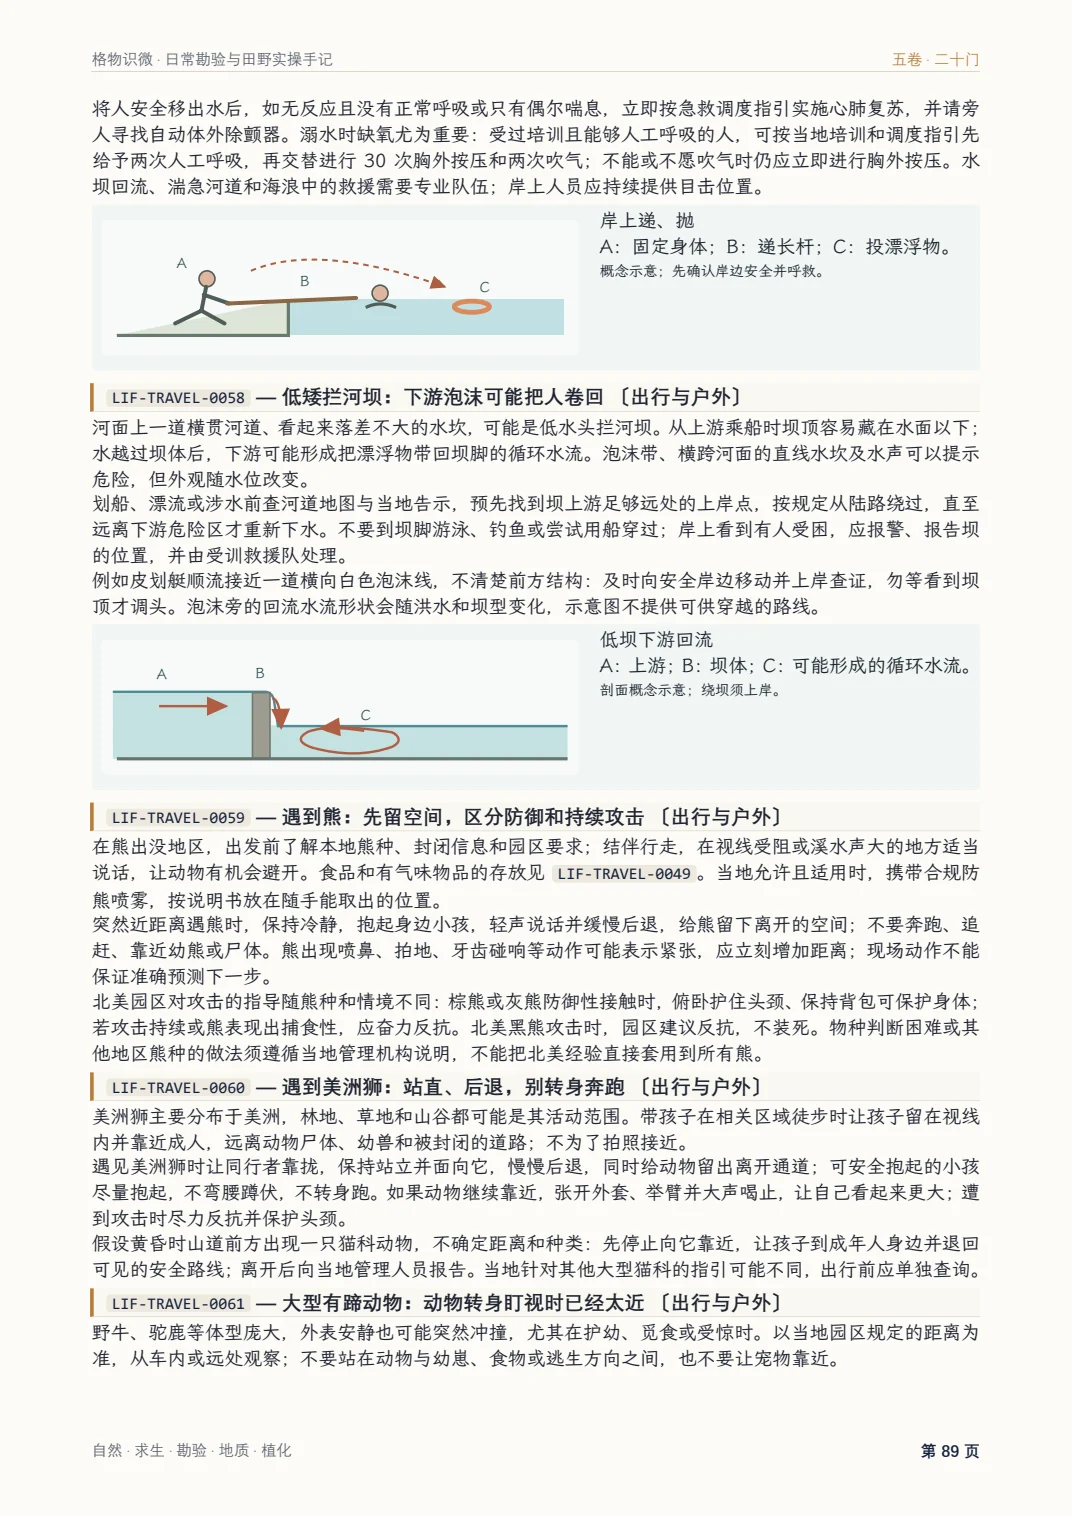 格物识微 · 日常勘验与田野实操手记
五卷 · 二十门
将人安全移出水后，如无反应且没有正常呼吸或只有偶尔喘息，立即按急救调度指引实施心肺复苏，并请旁
人寻找自动体外除颤器。溺水时缺氧尤为重要：受过培训且能够人工呼吸的人，可按当地培训和调度指引先
给予两次人工呼吸，再交替进行 30 次胸外按压和两次吹气；不能或不愿吹气时仍应立即进行胸外按压。水
坝回流、湍急河道和海浪中的救援需要专业队伍；岸上人员应持续提供目击位置。
A
B
C
岸上递、抛
A：固定身体；B：递长杆；C：投漂浮物。
概念示意；先确认岸边安全并呼救。
LIF-TRAVEL-0058 — 低矮拦河坝：下游泡沫可能把人卷回 〔出行与户外〕
河面上一道横贯河道、看起来落差不大的水坎，可能是低水头拦河坝。从上游乘船时坝顶容易藏在水面以下；
水越过坝体后，下游可能形成把漂浮物带回坝脚的循环水流。泡沫带、横跨河面的直线水坎及水声可以提示
危险，但外观随水位改变。
划船、漂流或涉水前查河道地图与当地告示，预先找到坝上游足够远处的上岸点，按规定从陆路绕过，直至
远离下游危险区才重新下水。不要到坝脚游泳、钓鱼或尝试用船穿过；岸上看到有人受困，应报警、报告坝
的位置，并由受训救援队处理。
例如皮划艇顺流接近一道横向白色泡沫线，不清楚前方结构：及时向安全岸边移动并上岸查证，勿等看到坝
顶才调头。泡沫旁的回流水流形状会随洪水和坝型变化，示意图不提供可供穿越的路线。
A
B
C
低坝下游回流
A：上游；B：坝体；C：可能形成的循环水流。
剖面概念示意；绕坝须上岸。
LIF-TRAVEL-0059 — 遇到熊：先留空间，区分防御和持续攻击 〔出行与户外〕
在熊出没地区，出发前了解本地熊种、封闭信息和园区要求；结伴行走，在视线受阻或溪水声大的地方适当
说话，让动物有机会避开。食品和有气味物品的存放见 LIF-TRAVEL-0049。当地允许且适用时，携带合规防
熊喷雾，按说明书放在随手能取出的位置。
突然近距离遇熊时，保持冷静，抱起身边小孩，轻声说话并缓慢后退，给熊留下离开的空间；不要奔跑、追
赶、靠近幼熊或尸体。熊出现喷鼻、拍地、牙齿碰响等动作可能表示紧张，应立刻增加距离；现场动作不能
保证准确预测下一步。
北美园区对攻击的指导随熊种和情境不同：棕熊或灰熊防御性接触时，俯卧护住头颈、保持背包可保护身体；
若攻击持续或熊表现出捕食性，应奋力反抗。北美黑熊攻击时，园区建议反抗，不装死。物种判断困难或其
他地区熊种的做法须遵循当地管理机构说明，不能把北美经验直接套用到所有熊。
LIF-TRAVEL-0060 — 遇到美洲狮：站直、后退，别转身奔跑 〔出行与户外〕
美洲狮主要分布于美洲，林地、草地和山谷都可能是其活动范围。带孩子在相关区域徒步时让孩子留在视线
内并靠近成人，远离动物尸体、幼兽和被封闭的道路；不为了拍照接近。
遇见美洲狮时让同行者靠拢，保持站立并面向它，慢慢后退，同时给动物留出离开通道；可安全抱起的小孩
尽量抱起，不弯腰蹲伏，不转身跑。如果动物继续靠近，张开外套、举臂并大声喝止，让自己看起来更大；遭
到攻击时尽力反抗并保护头颈。
假设黄昏时山道前方出现一只猫科动物，不确定距离和种类：先停止向它靠近，让孩子到成年人身边并退回
可见的安全路线；离开后向当地管理人员报告。当地针对其他大型猫科的指引可能不同，出行前应单独查询。
LIF-TRAVEL-0061 — 大型有蹄动物：动物转身盯视时已经太近 〔出行与户外〕
野牛、驼鹿等体型庞大，外表安静也可能突然冲撞，尤其在护幼、觅食或受惊时。以当地园区规定的距离为
准，从车内或远处观察；不要站在动物与幼崽、食物或逃生方向之间，也不要让宠物靠近。
自然 · 求生 · 勘验 · 地质 · 植化
第 89 页